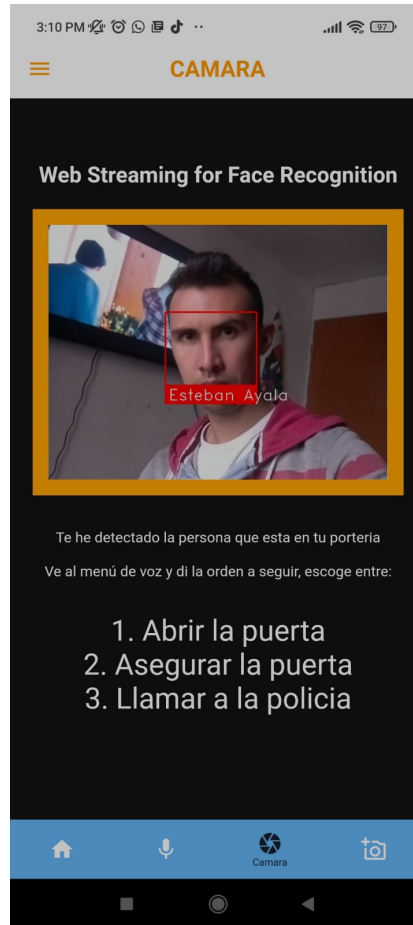 3:10 PM
97
CAMARA
Web Streaming for Face Recognition
Esteban Ayala
Te he detectado la persona que esta en tu porteria
Ve al menú de voz y di la orden a seguir, escoge entre:
1. Abrir la puerta
2. Asegurar la puerta
3. Llamar a la policia
Camara